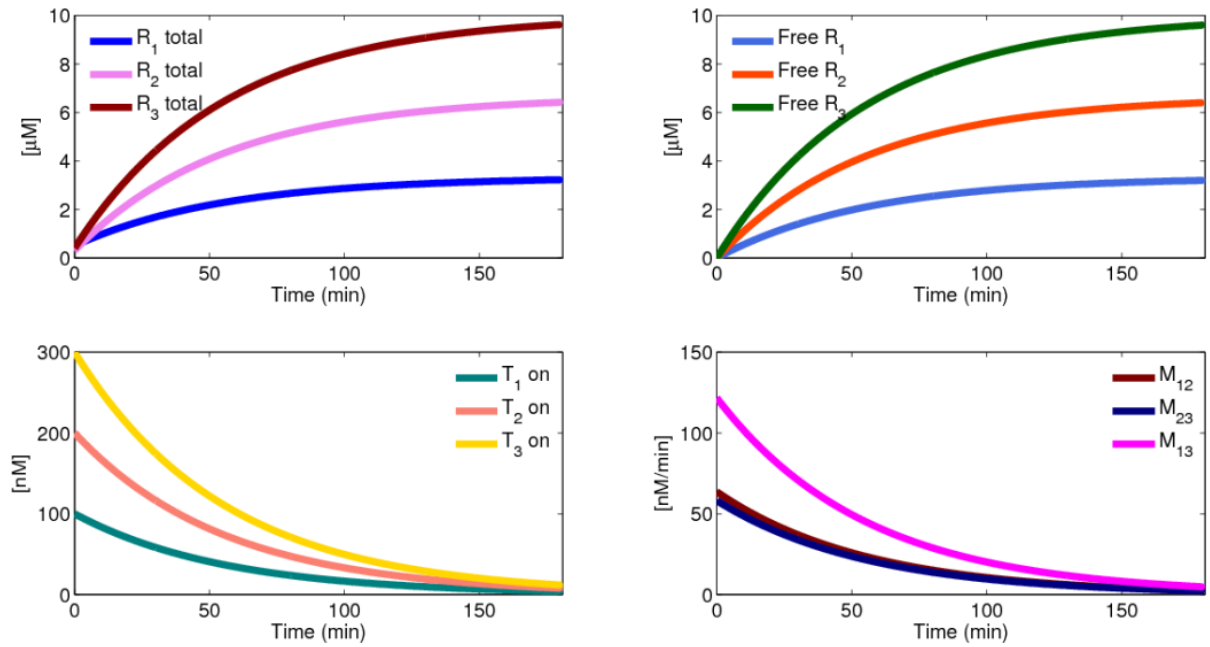 10
8
6
4
2
0
[μM]
R1 total
R2 total
R3 total
0
50
100
150
Time (min)
10
8
6
4
2
0
[μM]
Free R1
Free R2
Free R3
0
50
100
150
Time (min)
300
200
100
0
[nM]
T1 on
T2 on
T3 on
0
50
100
150
Time (min)
150
100
50
0
[nM/min]
M12
M23
M13
0
50
100
150
Time (min)